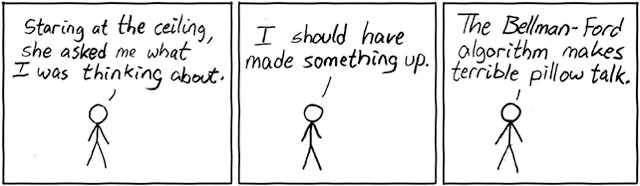 Staring at the ceiling,
she asked me what
I was thinking about.
I should have
made something up.
The Bellman-Ford
algorithm makes
terrible pillow talk.